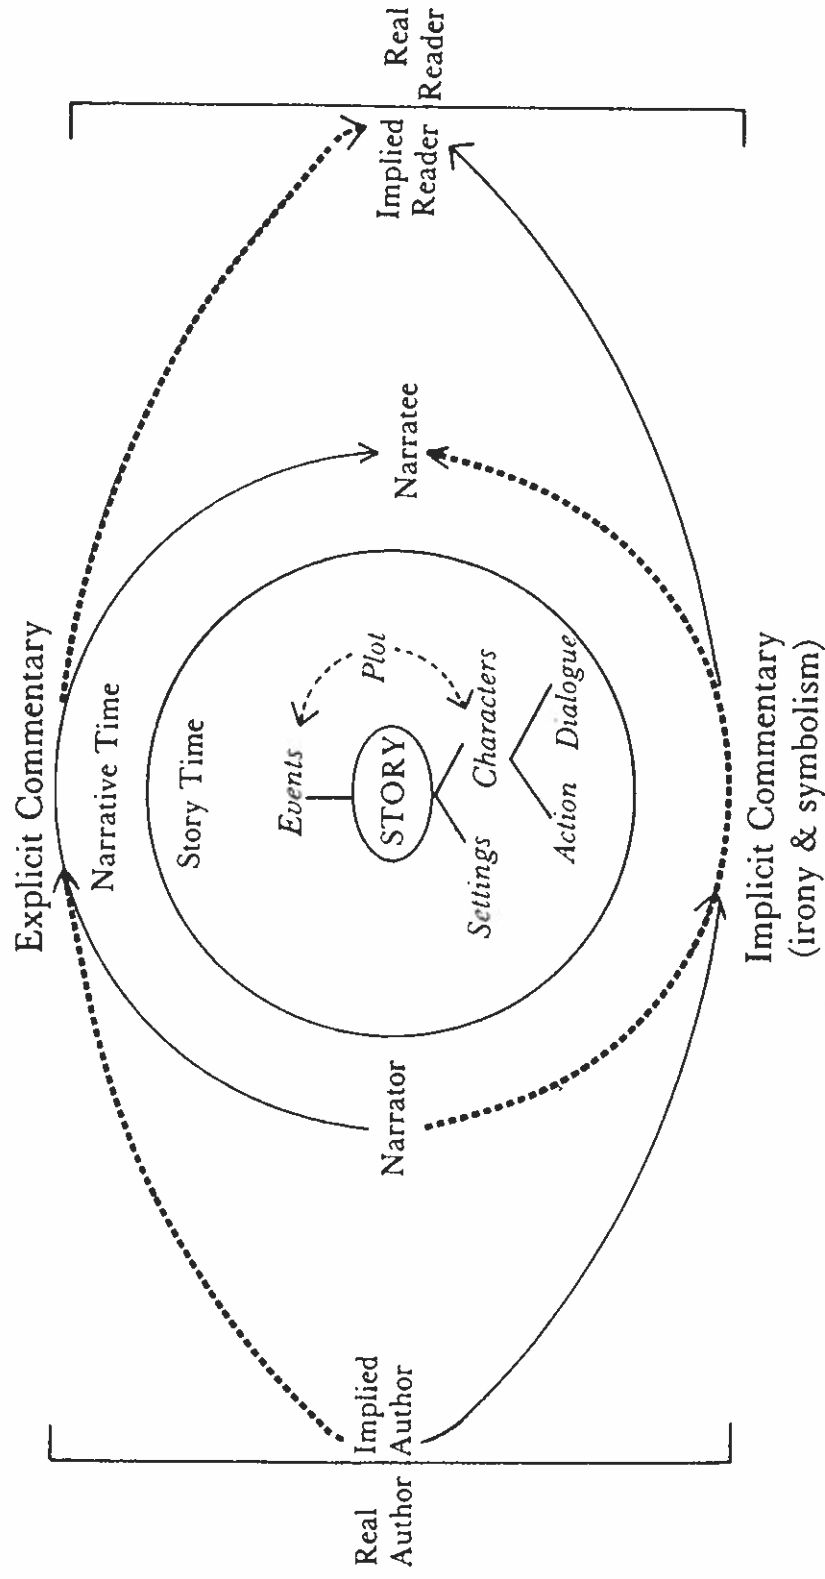 Explicit Commentary
Narrative Time
Story Time
Real
Author
Implied
Author
Narrator
Events
Plot
STORY
Settings
Characters
Action
Dialogue
Narratee
Implied
Reader
Real
Reader
Implicit Commentary
(irony & symbolism)